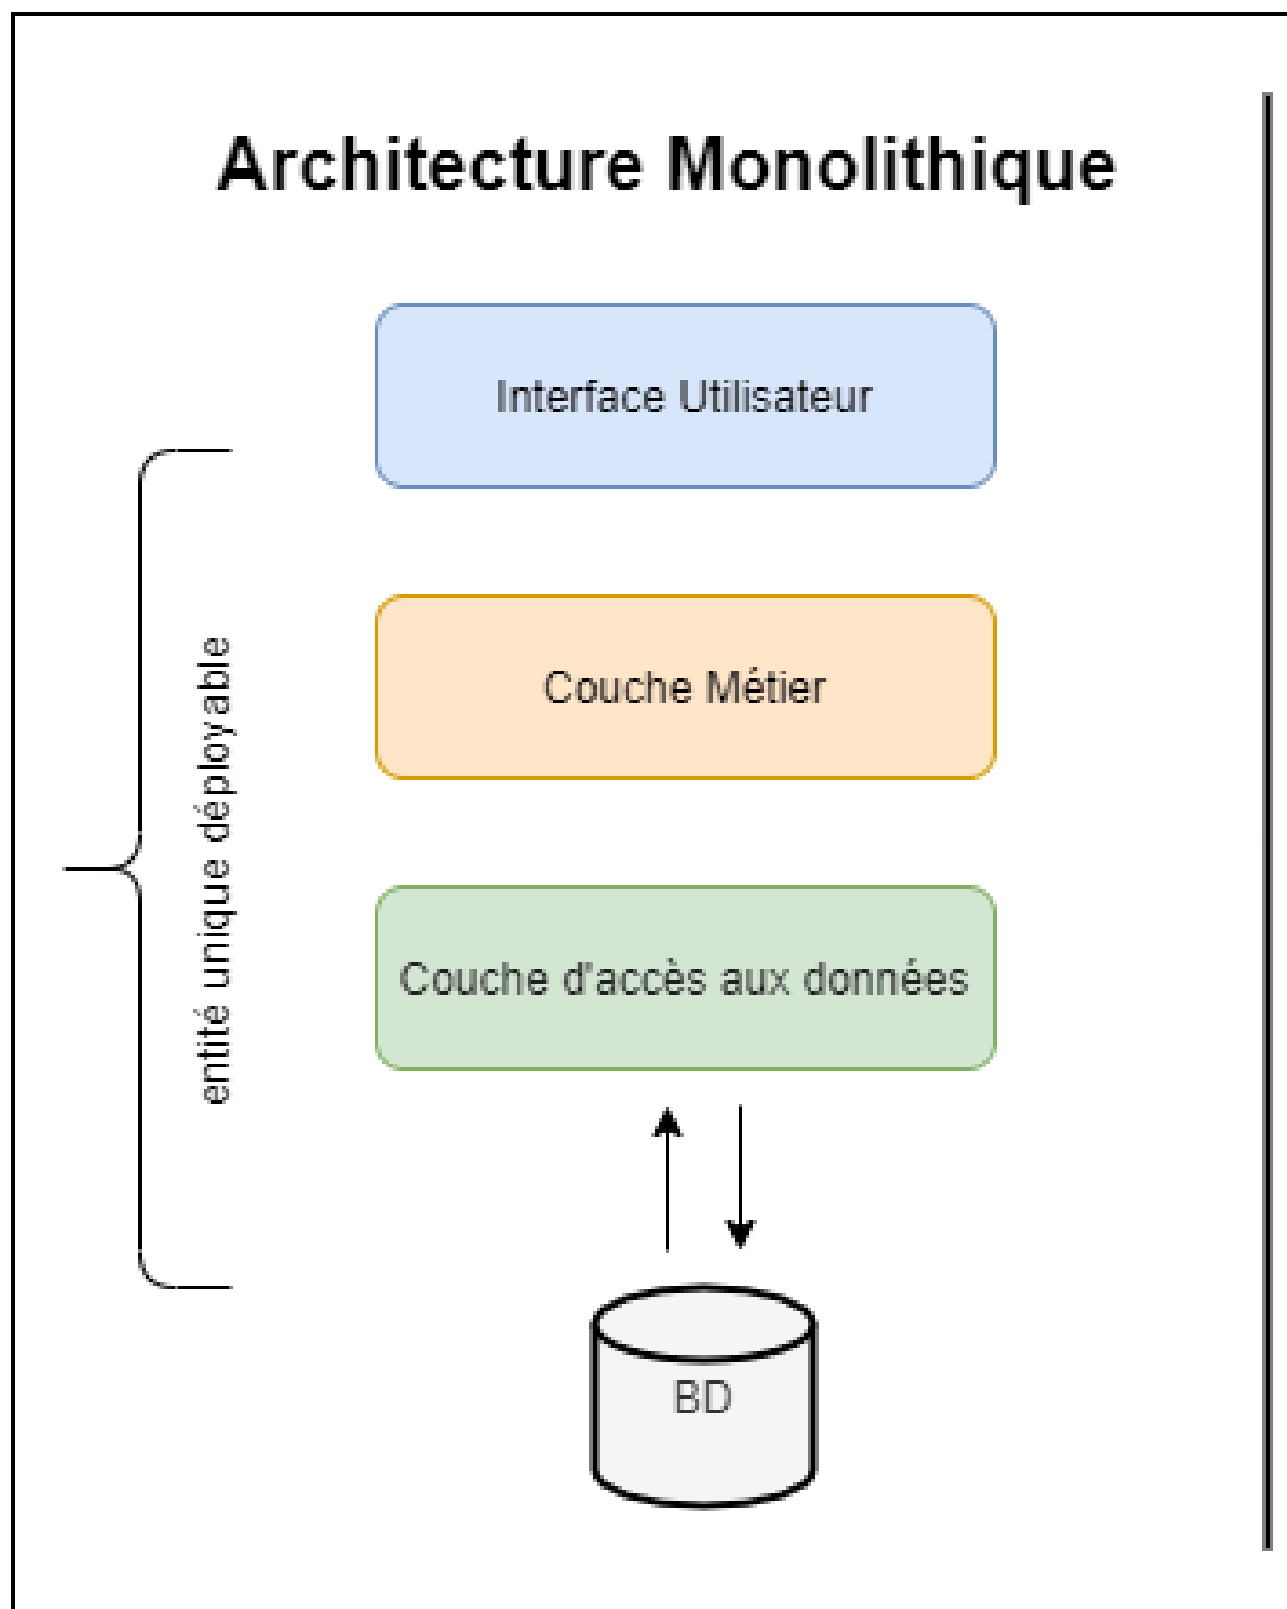 Architecture Monolithique
Interface Utilisateur
Couche Métier
entité unique déployable
Couche d'accès aux données
BD